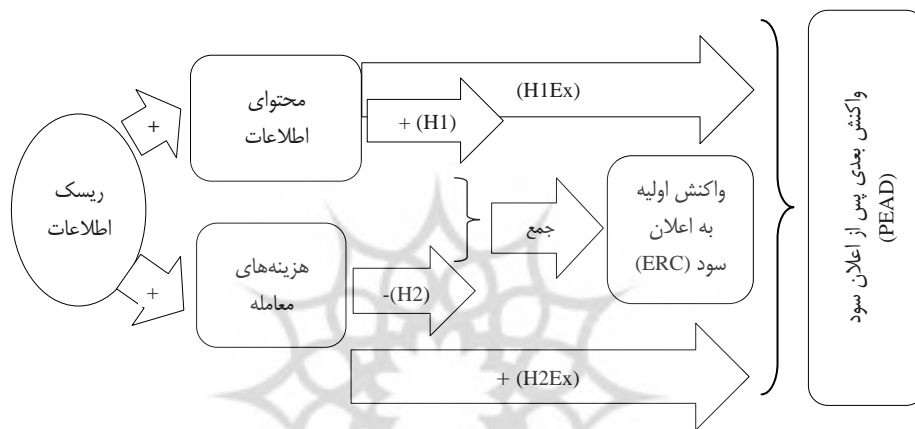 ریسک
اطلاعات
+
+
محتوای
اطلاعات
هزینه‌های
معامله
(H1Ex)
+ (H1)
-(H2)
+ (H2Ex)
جمع
واکنش اولیه
به اعلان
سود (ERC)
واکنش بعدی پس از اعلان سود
(PEAD)